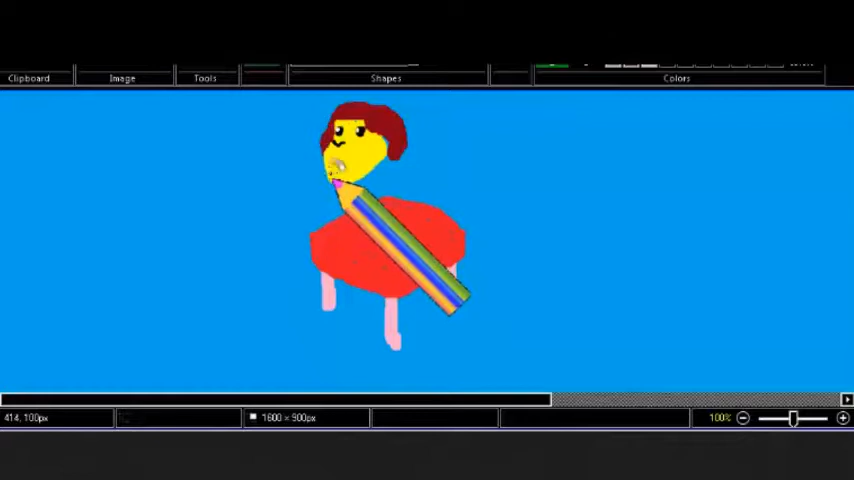 Clipboard
Image
Tools
Shapes
Colors
414, 100px
1600 × 900px
100%